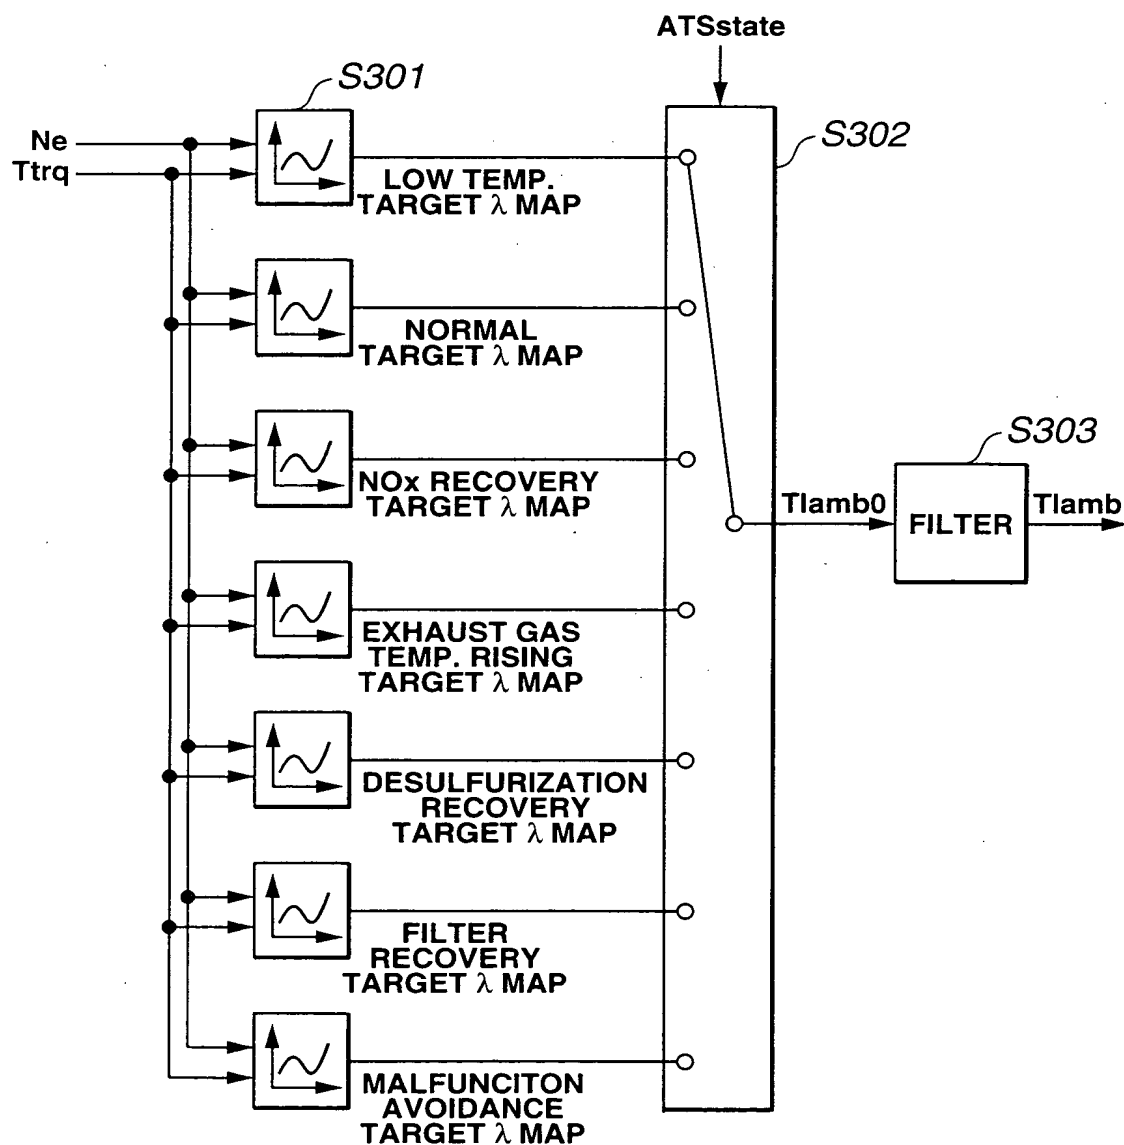 ATSstate
S301
S302
Ne
Ttrq
LOW TEMP.
TARGET λ MAP
NORMAL
TARGET λ MAP
S303
NOx RECOVERY
TARGET λ MAP
Tlamb0
FILTER
Tlamb
EXHAUST GAS
TEMP. RISING
TARGET λ MAP
DESULFURIZATION
RECOVERY
TARGET λ MAP
FILTER
RECOVERY
TARGET λ MAP
MALFUNCITON
AVOIDANCE
TARGET λ MAP